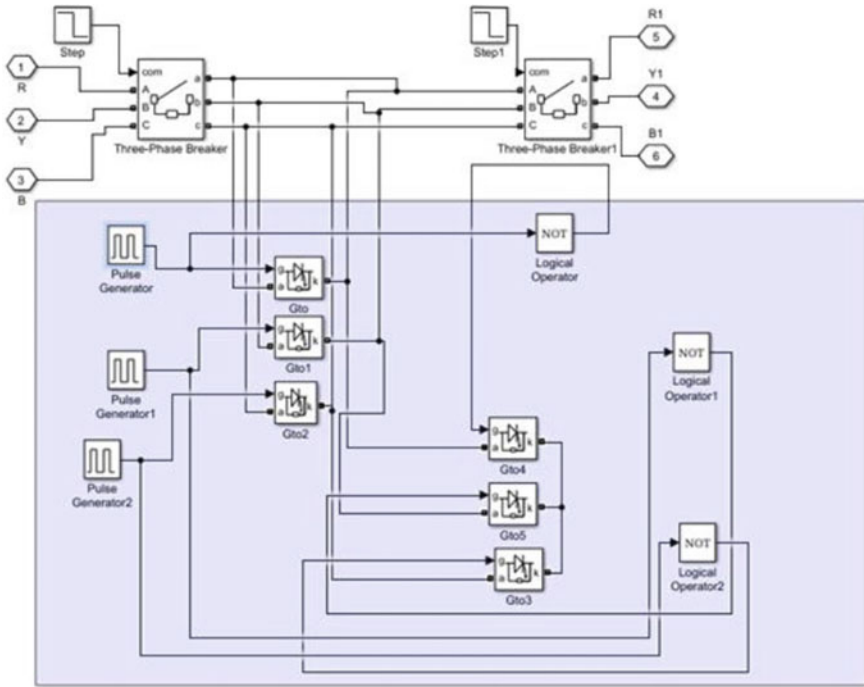 Step
Step1
R1
5
1
R
com
A
B
C
a
b
c
com
A
B
C
a
b
c
Y1
4
2
Y
B1
6
3
B
Three-Phase Breaker
Three-Phase Breaker1
Pulse
Generator
NOT
Logical
Operator
g
a
k
Gto
g
a
k
Gto1
Pulse
Generator1
NOT
Logical
Operator1
g
a
k
Gto2
Pulse
Generator2
g
a
k
Gto4
g
a
k
Gto5
NOT
Logical
Operator2
g
a
k
Gto3